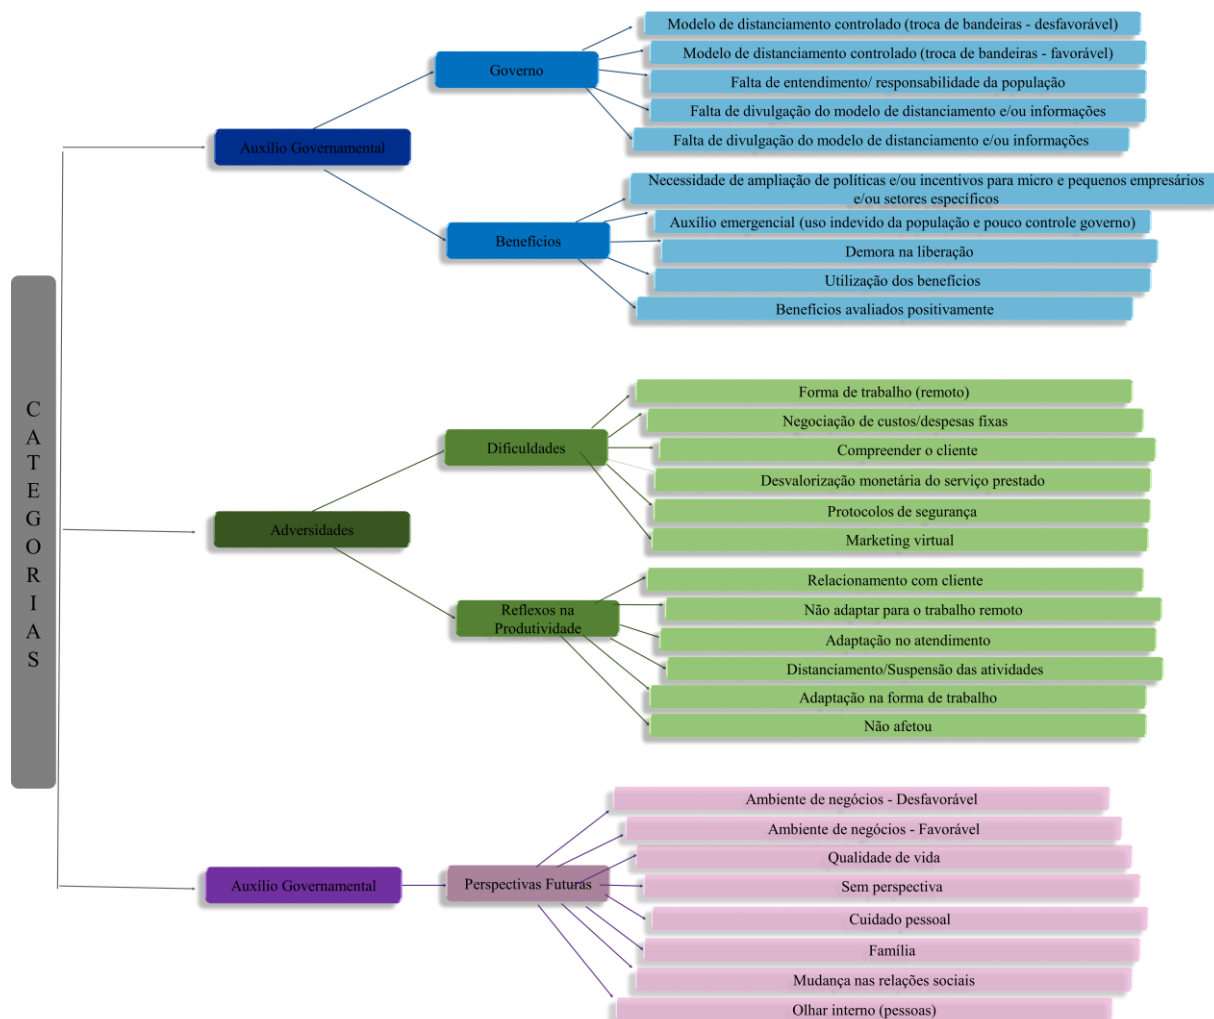 CATEGORIAS
Auxílio Governamental
Governo
Modelo de distanciamento controlado (troca de bandeiras - desfavorável)
Modelo de distanciamento controlado (troca de bandeiras - favorável)
Falta de entendimento/ responsabilidade da população
Falta de divulgação do modelo de distanciamento e/ou informações
Falta de divulgação do modelo de distanciamento e/ou informações
Benefícios
Necessidade de ampliação de políticas e/ou incentivos para micro e pequenos empresários
e/ou setores específicos
Auxílio emergencial (uso indevido da população e pouco controle governo)
Demora na liberação
Utilização dos benefícios
Benefícios avaliados positivamente
Adversidades
Dificuldades
Forma de trabalho (remoto)
Negociação de custos/despesas fixas
Compreender o cliente
Desvalorização monetária do serviço prestado
Protocolos de segurança
Marketing virtual
Reflexos na
Produtividade
Relacionamento com cliente
Não adaptar para o trabalho remoto
Adaptação no atendimento
Distanciamento/Suspensão das atividades
Adaptação na forma de trabalho
Não afetou
Auxílio Governamental
Perspectivas Futuras
Ambiente de negócios - Desfavorável
Ambiente de negócios - Favorável
Qualidade de vida
Sem perspectiva
Cuidado pessoal
Família
Mudança nas relações sociais
Olhar interno (pessoas)